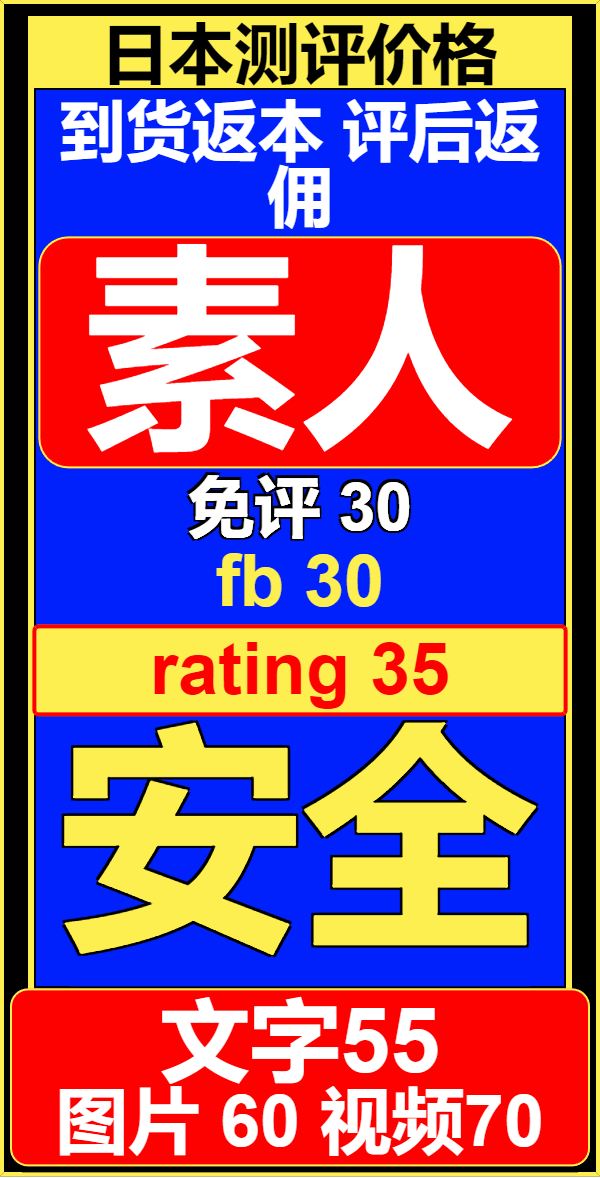 日本测评价格
到货返本 评后返
佣
素人
免评 30
fb 30
rating 35
安全
文字55
图片 60 视频70